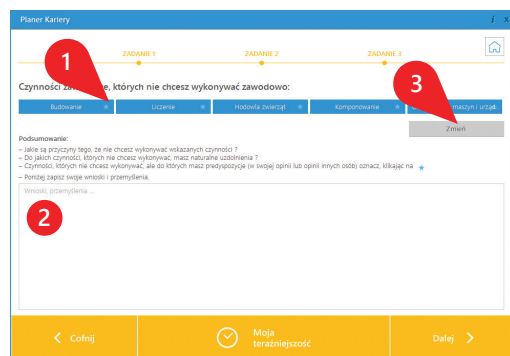 Planer Kariery i x
ZADANIE 1 ZADANIE 2 ZADANIE 3
1
3
Czynności za e, których nie chcesz wykonywać zawodowo:
Budowanie Liczenie Hodowla zwierząt Komponowanie maszyn i urząd
Zmień
Podsumowanie:
– Jakie są przyczyny tego, że nie chcesz wykonywać wskazanych czynności ?
– Do jakich czynności, których nie chcesz wykonywać, masz naturalne uzdolnienia ?
– Czynności, których nie chcesz wykonywać, ale do których masz predyspozycje (w swojej opinii lub opinii innych osób) oznacz, klikając na
– Poniżej zapisz swoje wnioski i przemyślenia.
Wnioski, przemyślenia ...
2
Cofnij
Moja
teraźniejszość
Dalej